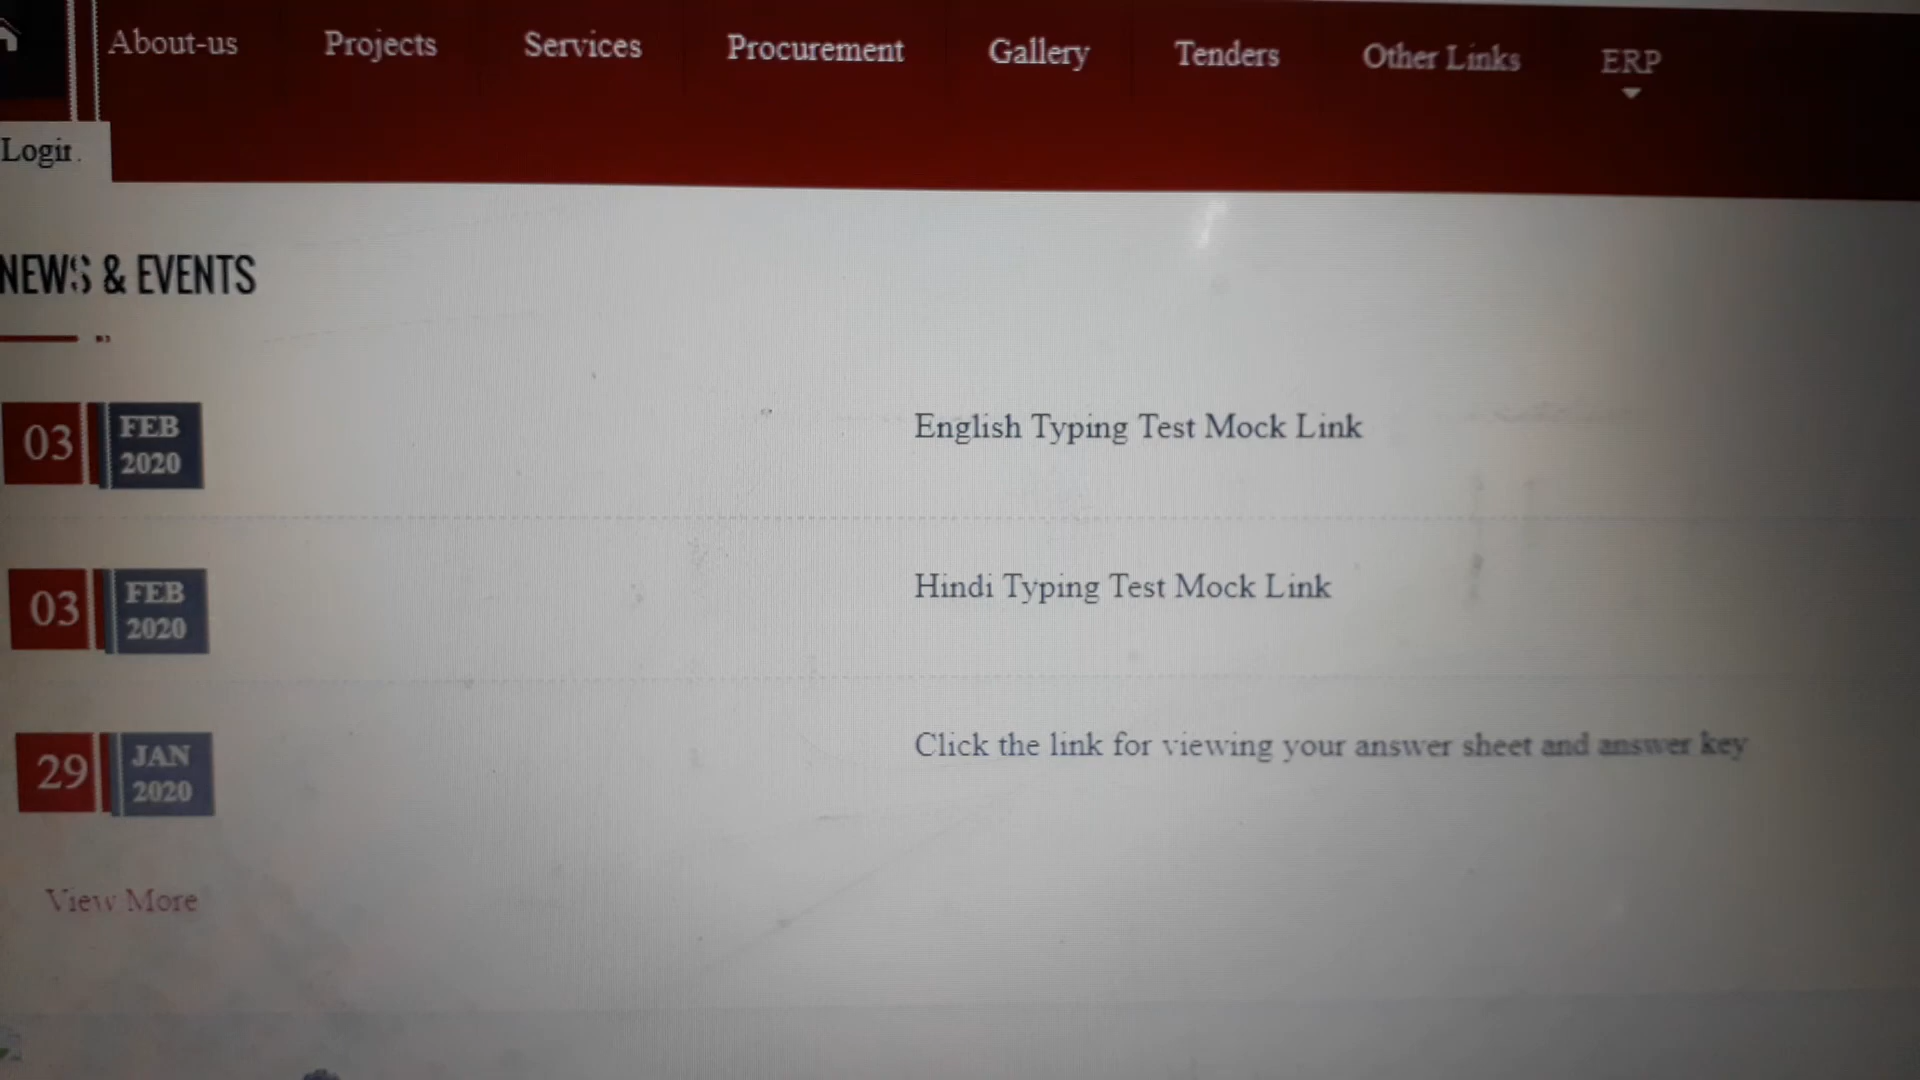 About-us Projects Services Procurement Gallery Tenders Other Links ERP
Login
NEWS & EVENTS
03 FEB 2020 English Typing Test Mock Link
03 FEB 2020 Hindi Typing Test Mock Link
29 JAN 2020 Click the link for viewing your answer sheet and answer key
View More